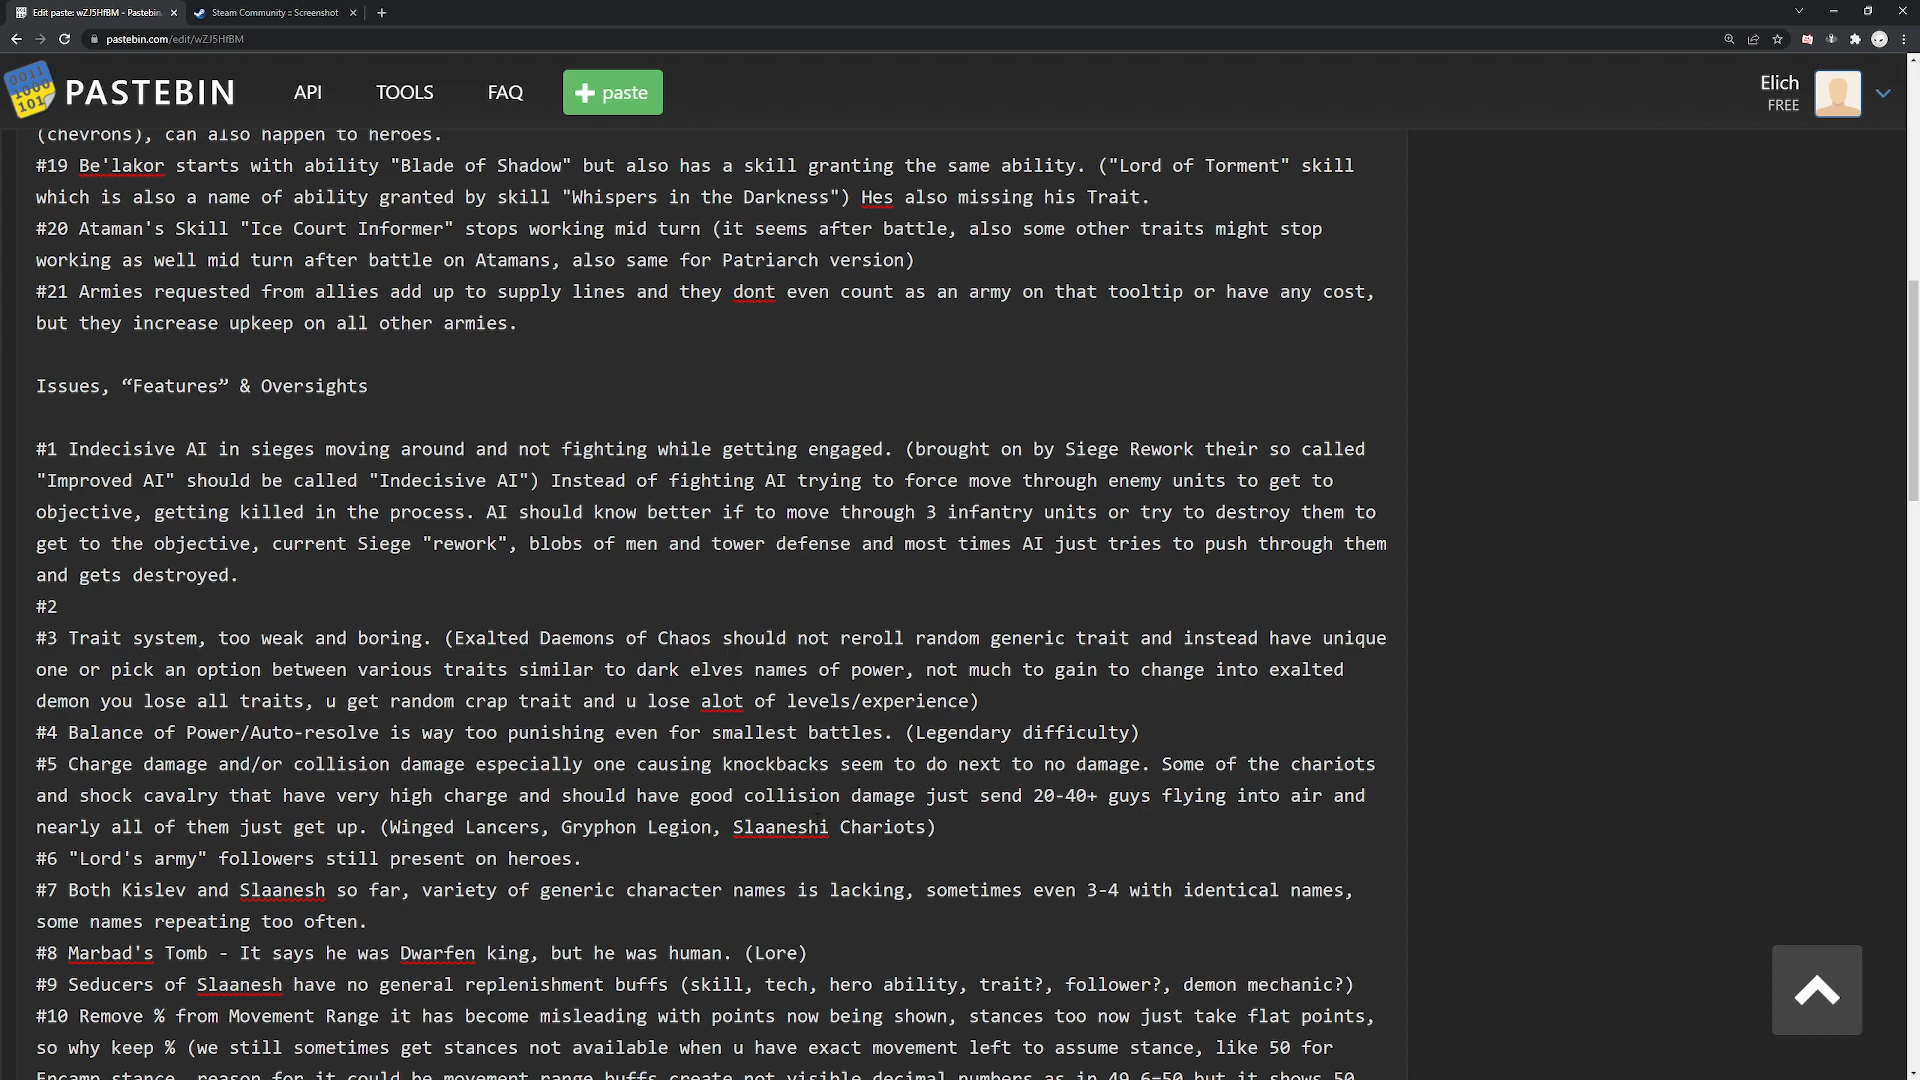 Edit paste: wZJ5HfBM - Pastebin
Steam Community :: Screenshot
pastebin.com/edit/wZJ5HfBM
PASTEBIN
API
TOOLS
FAQ
paste
Elich
FREE
(chevrons), can also happen to heroes.
#19 Be'lakor starts with ability "Blade of Shadow" but also has a skill granting the same ability. ("Lord of Torment" skill
which is also a name of ability granted by skill "Whispers in the Darkness") Hes also missing his Trait.
#20 Ataman's Skill "Ice Court Informer" stops working mid turn (it seems after battle, also some other traits might stop
working as well mid turn after battle on Atamans, also same for Patriarch version)
#21 Armies requested from allies add up to supply lines and they dont even count as an army on that tooltip or have any cost,
but they increase upkeep on all other armies.
Issues, “Features” & Oversights
#1 Indecisive AI in sieges moving around and not fighting while getting engaged. (brought on by Siege Rework their so called
"Improved AI" should be called "Indecisive AI") Instead of fighting AI trying to force move through enemy units to get to
objective, getting killed in the process. AI should know better if to move through 3 infantry units or try to destroy them to
get to the objective, current Siege "rework", blobs of men and tower defense and most times AI just tries to push through them
and gets destroyed.
#2
#3 Trait system, too weak and boring. (Exalted Daemons of Chaos should not reroll random generic trait and instead have unique
one or pick an option between various traits similar to dark elves names of power, not much to gain to change into exalted
demon you lose all traits, u get random crap trait and u lose alot of levels/experience)
#4 Balance of Power/Auto-resolve is way too punishing even for smallest battles. (Legendary difficulty)
#5 Charge damage and/or collision damage especially one causing knockbacks seem to do next to no damage. Some of the chariots
and shock cavalry that have very high charge and should have good collision damage just send 20-40+ guys flying into air and
nearly all of them just get up. (Winged Lancers, Gryphon Legion, Slaaneshi Chariots)
#6 "Lord's army" followers still present on heroes.
#7 Both Kislev and Slaanesh so far, variety of generic character names is lacking, sometimes even 3-4 with identical names,
some names repeating too often.
#8 Marbad's Tomb - It says he was Dwarfen king, but he was human. (Lore)
#9 Seducers of Slaanesh have no general replenishment buffs (skill, tech, hero ability, trait?, follower?, demon mechanic?)
#10 Remove % from Movement Range it has become misleading with points now being shown, stances too now just take flat points,
so why keep % (we still sometimes get stances not available when u have exact movement left to assume stance, like 50 for
Encamp stance, reason for it could be movement range buffs create not visible decimal numbers as in 49,6=50 but it shows 50